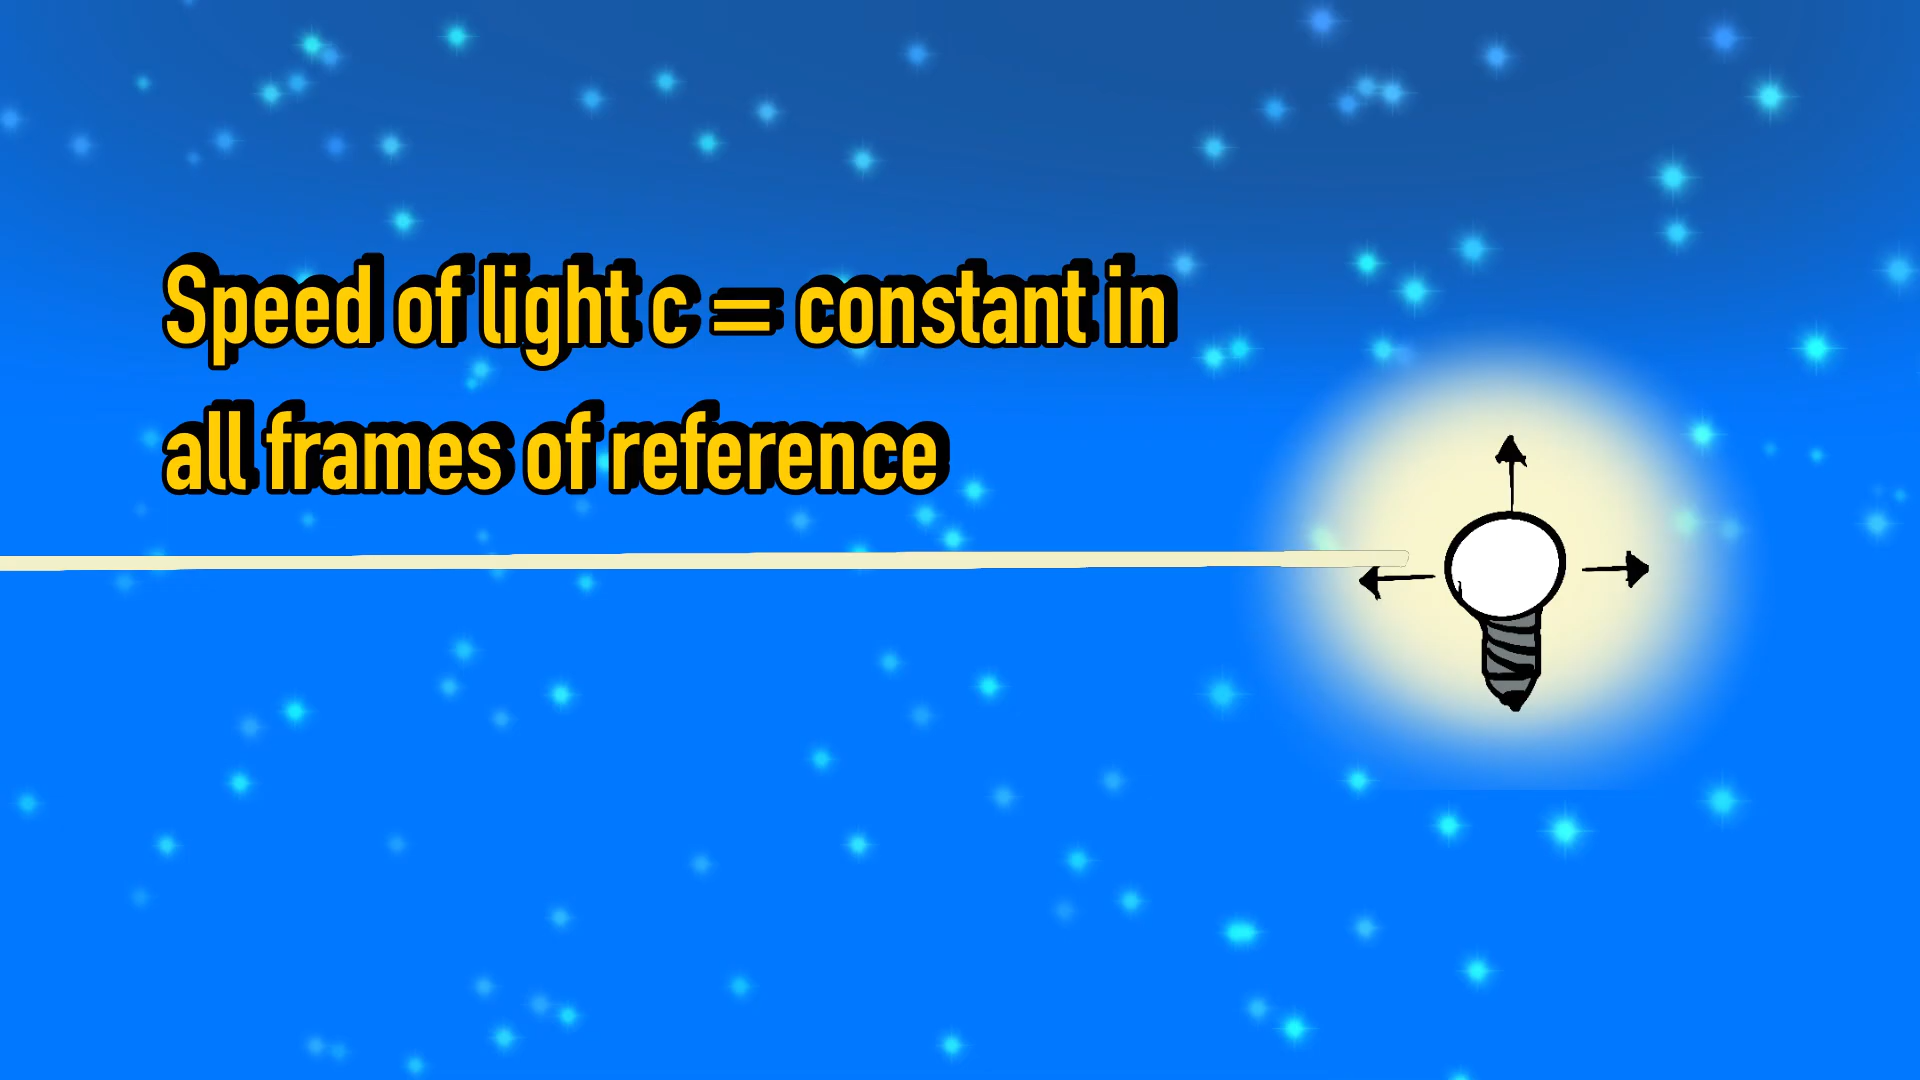 Speed of light c = constant in
all frames of reference